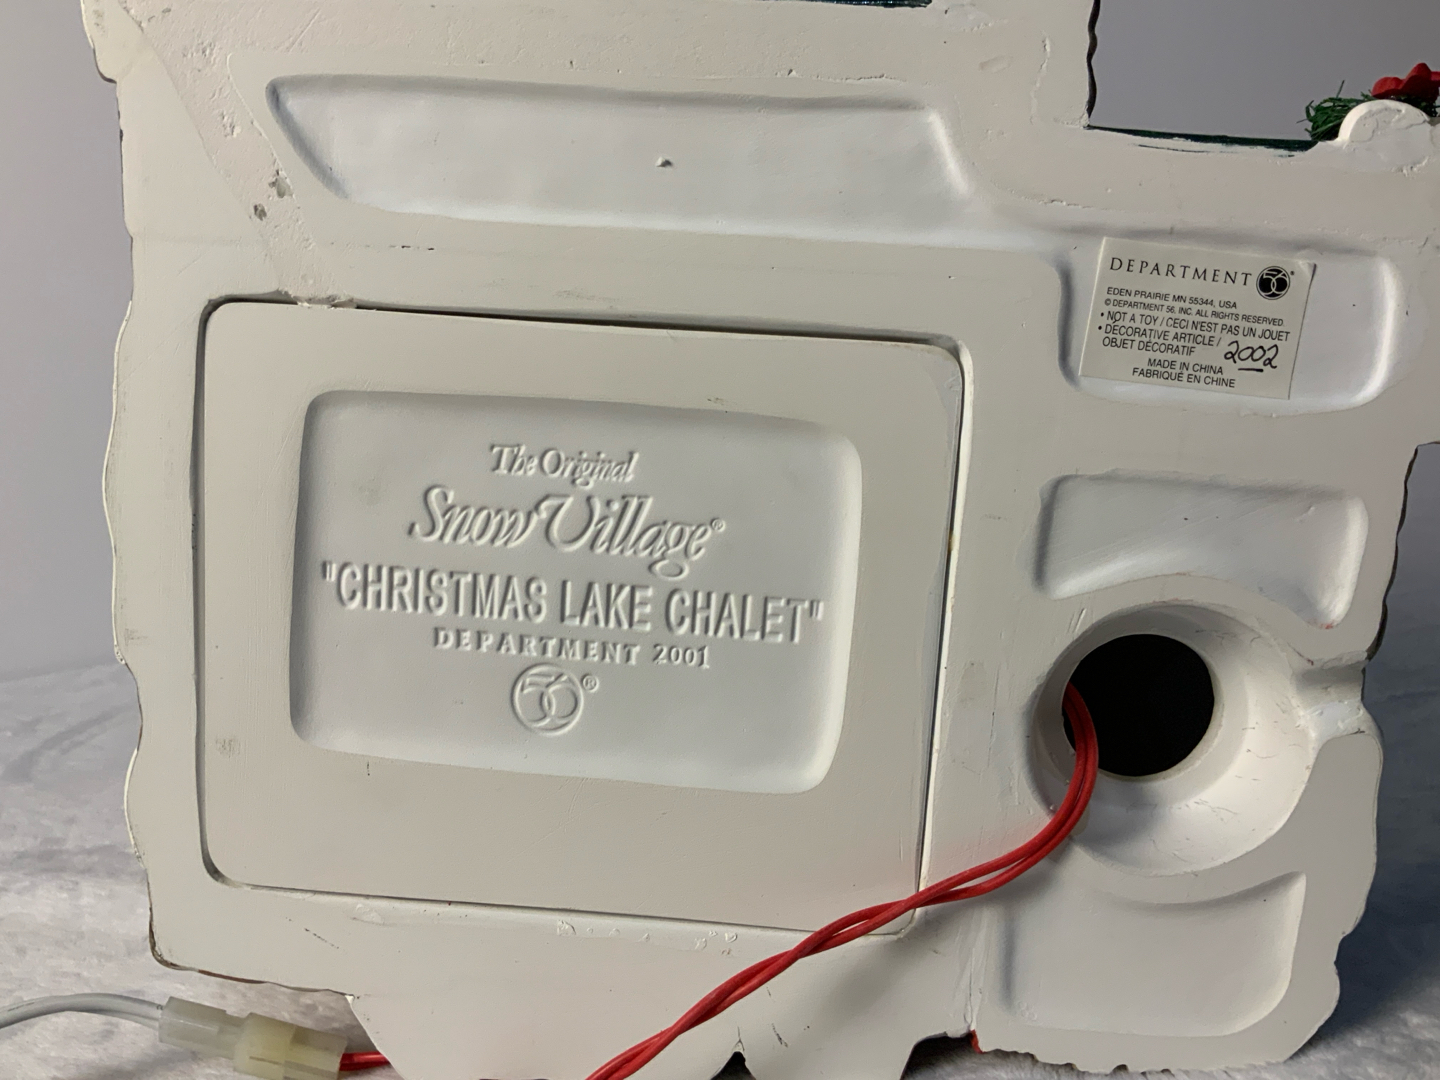 DEPARTMENT 56®
EDEN PRAIRIE MN 55344, USA
© DEPARTMENT 56, INC. ALL RIGHTS RESERVED.
• NOT A TOY / CECI N'EST PAS UN JOUET
• DECORATIVE ARTICLE /
OBJET DÉCORATIF 2002
MADE IN CHINA
FABRIQUÉ EN CHINE
The Original
Snow Village®
"CHRISTMAS LAKE CHALET"
DEPARTMENT 2001
56®